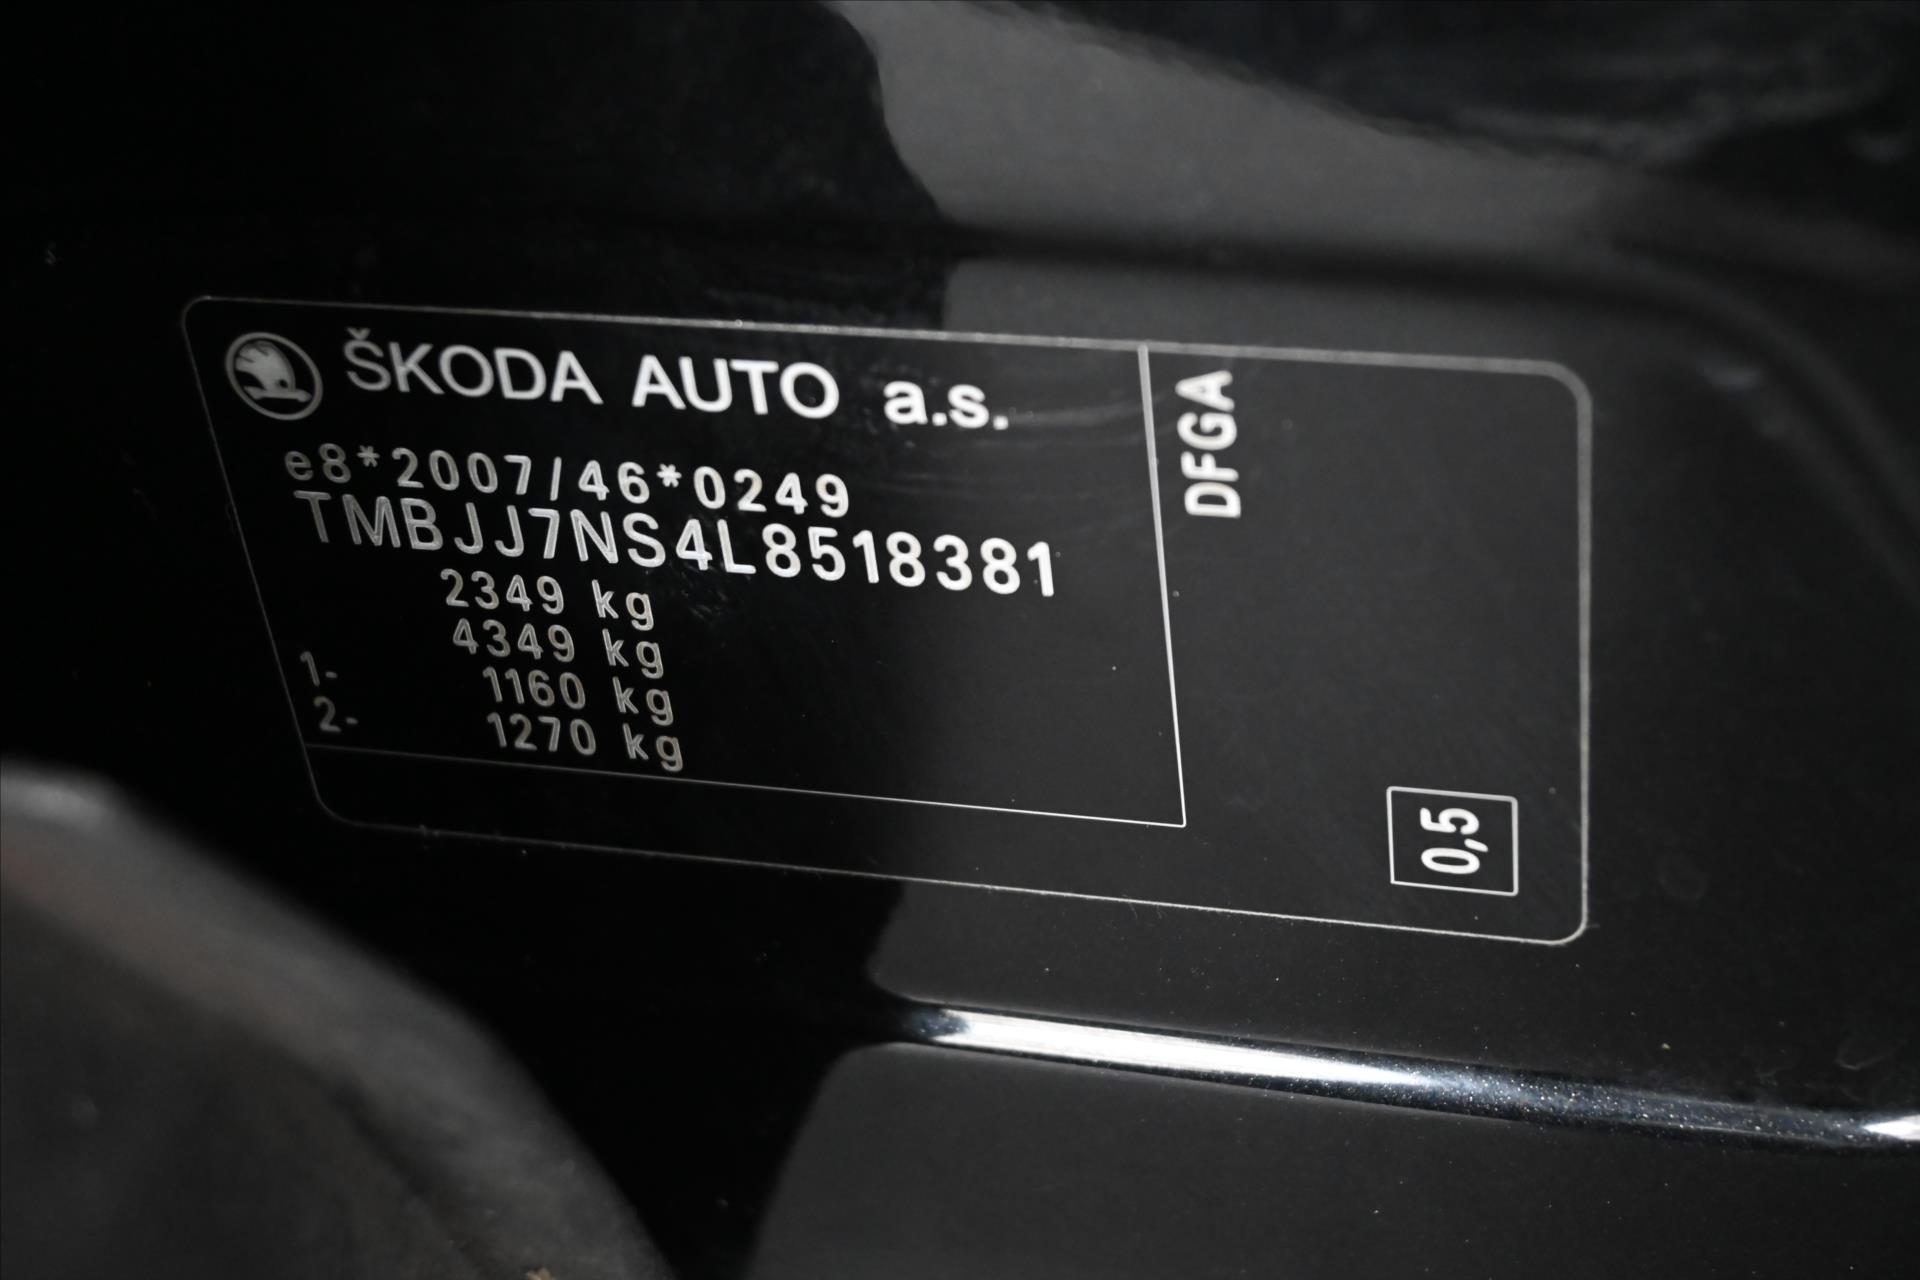 ŠKODA AUTO a.s.
e8*2007/46*0249
TMBJJ7NS4L8518381
2349 kg
4349 kg
1- 1160 kg
2- 1270 kg
DFGA
0,5